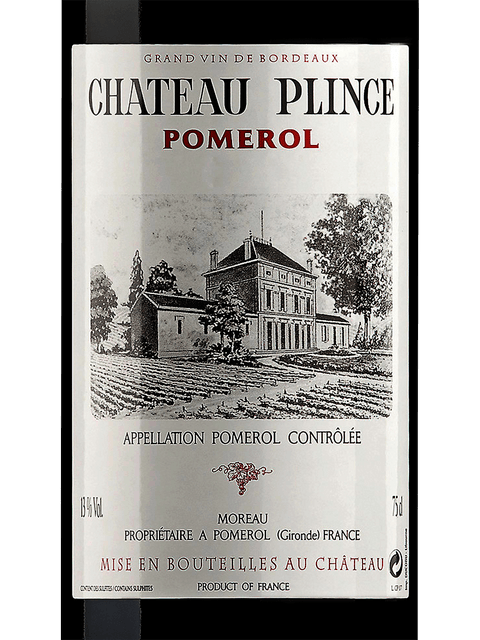 GRAND VIN DE BORDEAUX
CHATEAU PLINCE
POMEROL
APPELLATION POMEROL CONTRÔLÉE
13 % Vol.
75 cl
MOREAU
PROPRIÉTAIRE A POMEROL (Gironde) FRANCE
MISE EN BOUTEILLES AU CHÂTEAU
CONTENT DES SULFITES / CONTAINS SULPHITES
PRODUCT OF FRANCE